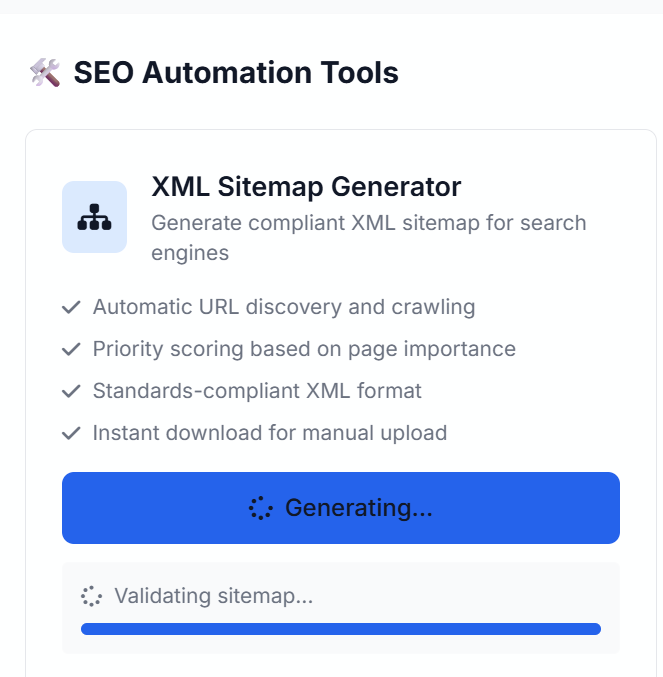 SEO Automation Tools
XML Sitemap Generator
Generate compliant XML sitemap for search
engines
Automatic URL discovery and crawling
Priority scoring based on page importance
Standards-compliant XML format
Instant download for manual upload
Generating...
Validating sitemap...